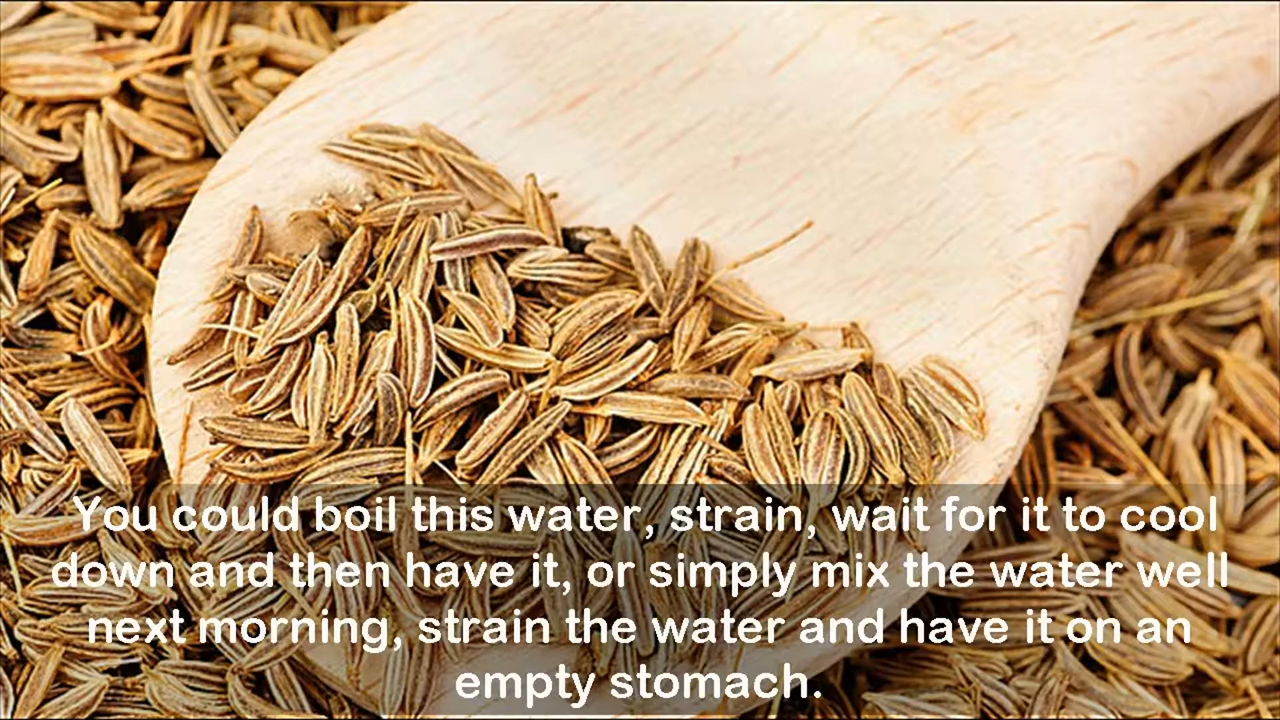 You could boil this water, strain, wait for it to cool
down and then have it, or simply mix the water well
next morning, strain the water and have it on an
empty stomach.